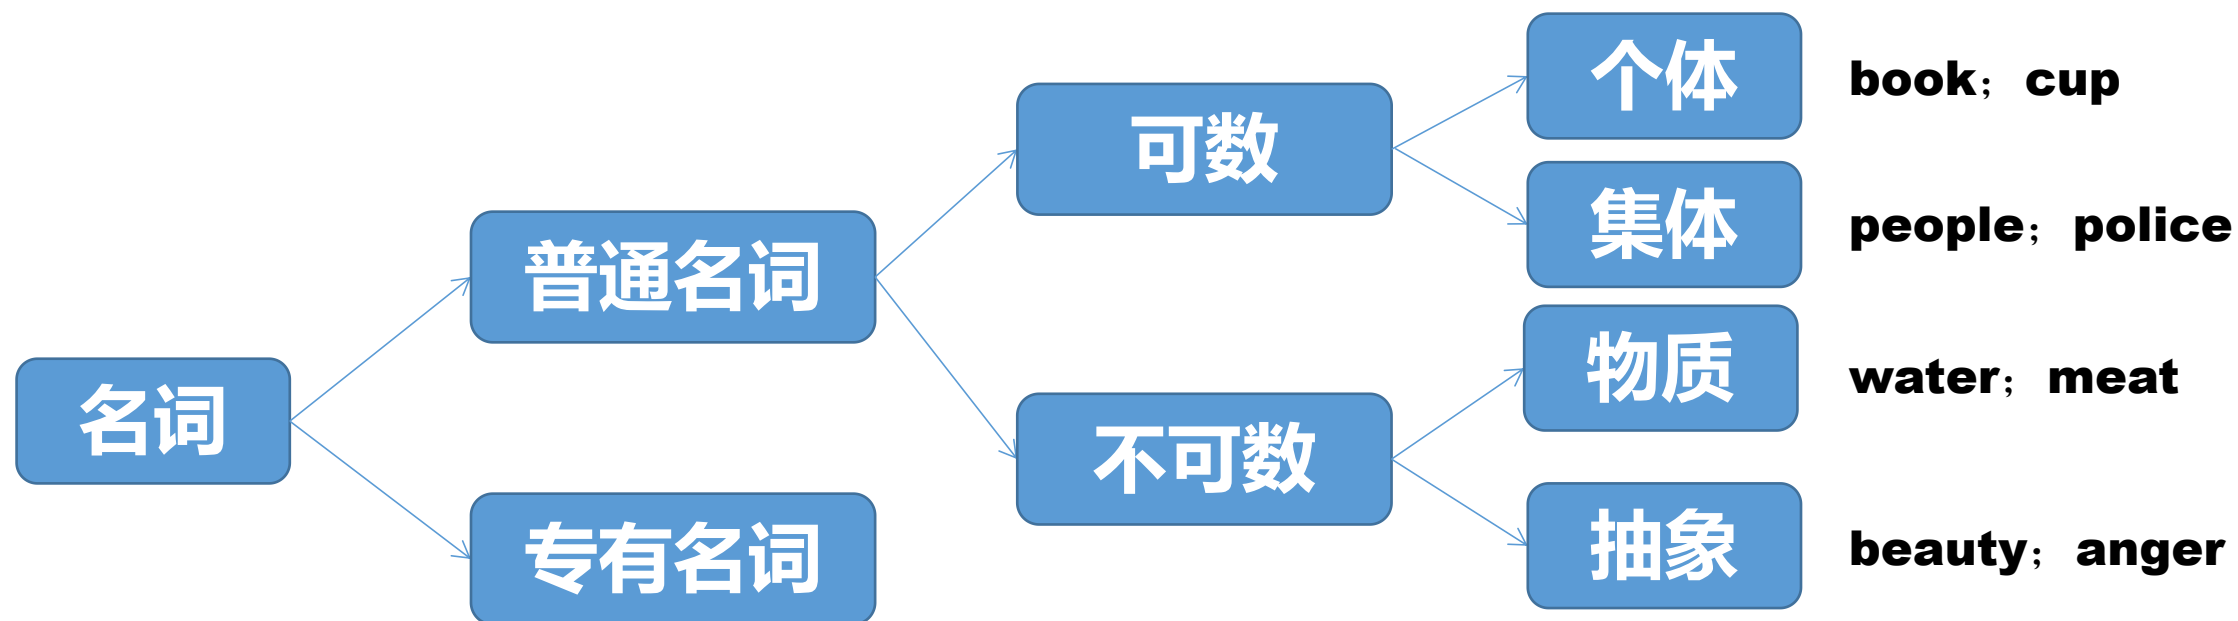 个体
book；cup
可数
集体
people；police
普通名词
物质
water；meat
名词
不可数
抽象
beauty；anger
专有名词